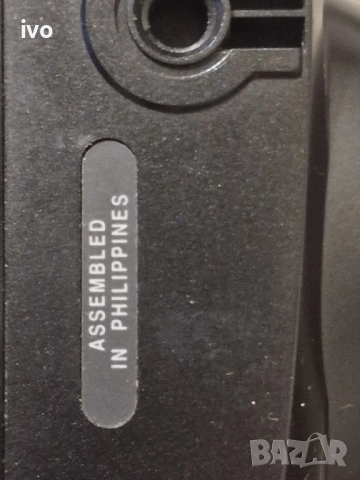 ivo
ASSEMBLED
IN PHILIPPINES
BAZAR